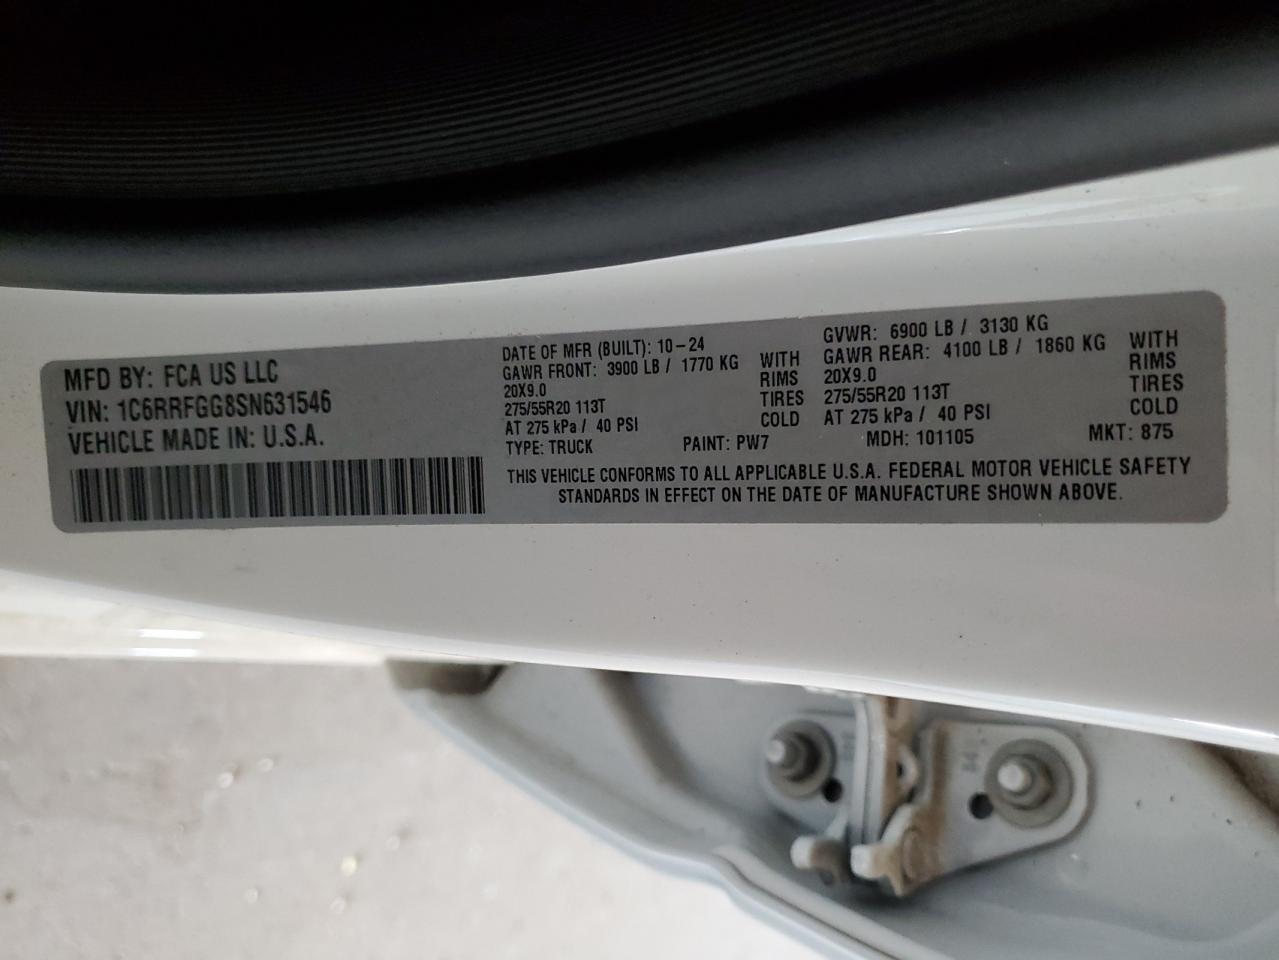 MFD BY: FCA US LLC
VIN: 1C6RRFGG8SN631546
VEHICLE MADE IN: U.S.A.
DATE OF MFR (BUILT): 10-24
GAWR FRONT: 3900 LB / 1770 KG WITH
20X9.0 RIMS
275/55R20 113T TIRES
AT 275 kPa / 40 PSI COLD
GVWR: 6900 LB / 3130 KG
GAWR REAR: 4100 LB / 1860 KG WITH
20X9.0 RIMS
275/55R20 113T TIRES
AT 275 kPa / 40 PSI COLD
TYPE: TRUCK PAINT: PW7 MDH: 101105 MKT: 875
THIS VEHICLE CONFORMS TO ALL APPLICABLE U.S.A. FEDERAL MOTOR VEHICLE SAFETY
STANDARDS IN EFFECT ON THE DATE OF MANUFACTURE SHOWN ABOVE.